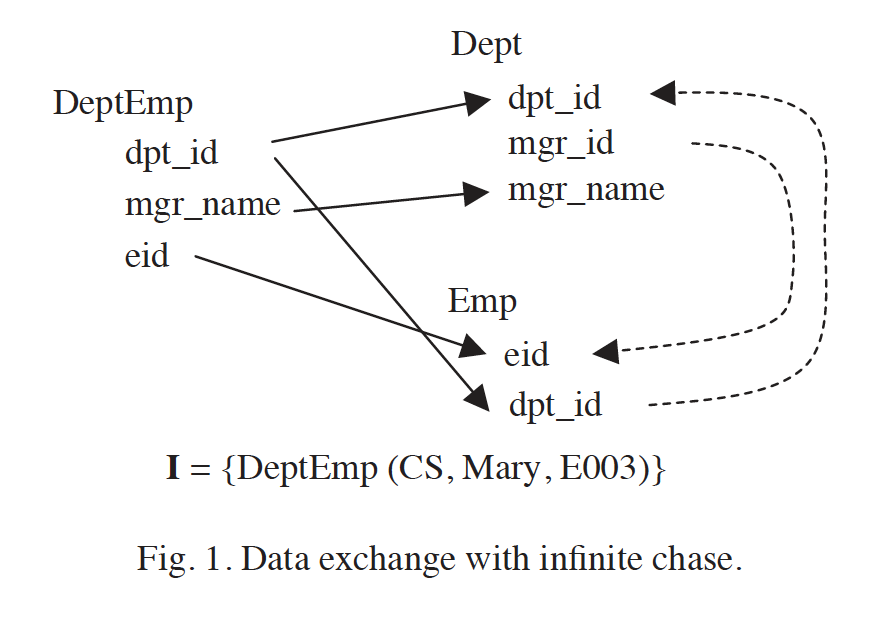 DeptEmp
dpt_id
mgr_name
eid
Dept
dpt_id
mgr_id
mgr_name
Emp
eid
dpt_id
I = {DeptEmp (CS, Mary, E003)}
Fig. 1. Data exchange with infinite chase.